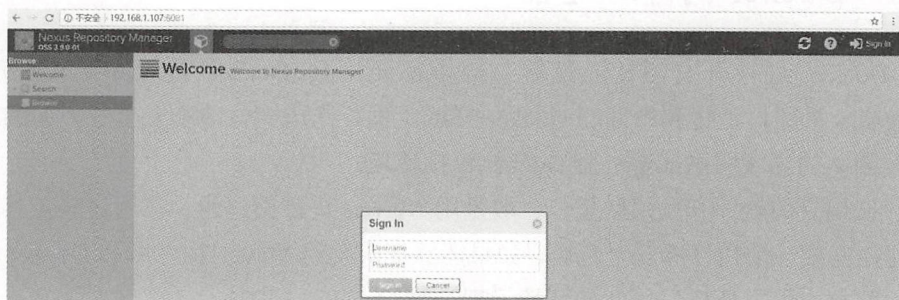 不安全 192.168.1.107:6001
Nexus Repository Manager
OSS 3.9.0-01
Sign in
Browse
Welcome
Search
Browse
Welcome Welcome to Nexus Repository Manager!
Sign In
Username
Password
Sign in Cancel